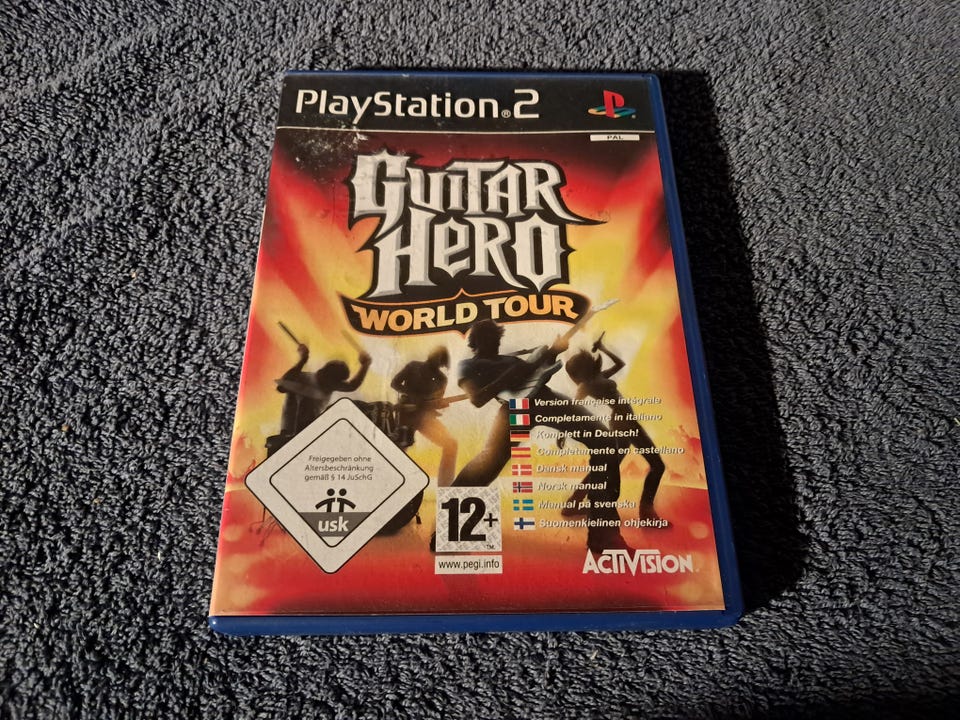 PlayStation®2
PAL
GUITAR
HERO
WORLD TOUR
Version française intégrale
Completamente in italiano
Komplett in Deutsch!
Completamente en castellano
Dansk manual
Norsk manual
Manual på svenska
Suomenkielinen ohjekirja
Freigegeben ohne
Altersbeschränkung
gemäß § 14 JuSchG
usk
12+
TM
www.pegi.info
ACTIVISION